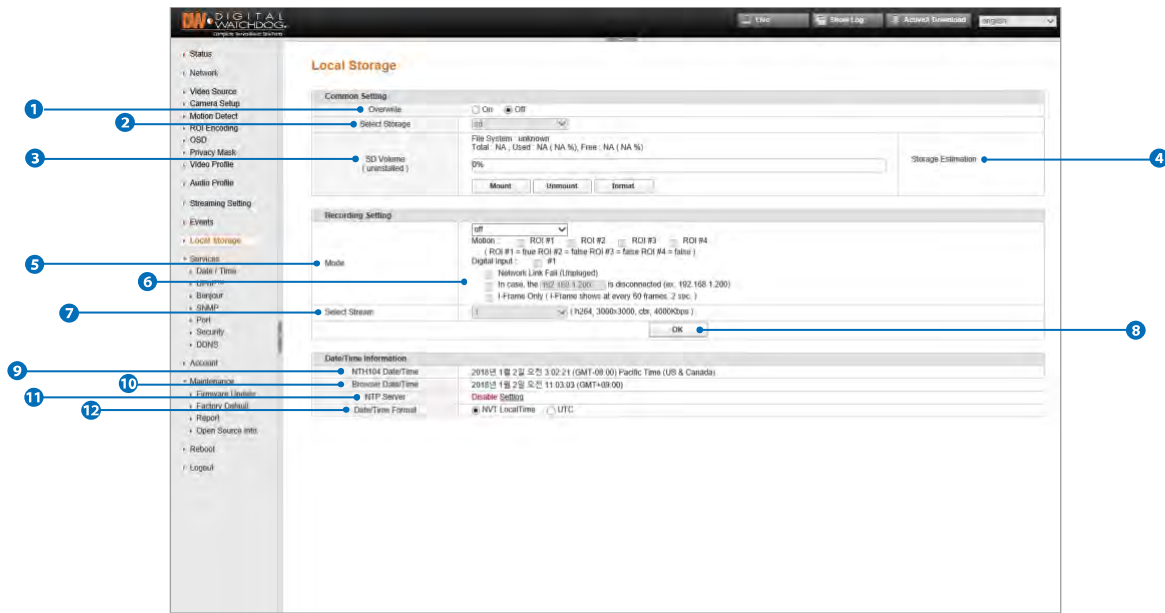 DW DIGITAL WATCHDOG®
Complete Surveillance Solutions
Live
Show Log
ActiveX Download
english
Status
Network
Video Source
Camera Setup
Motion Detect
ROI Encoding
OSD
Privacy Mask
Video Profile
Audio Profile
Streaming Setting
Events
Local Storage
Services
Date / Time
UPnP™
Bonjour
SNMP
Port
Security
DDNS
Account
Maintenance
Firmware Update
Factory Default
Report
Open Source Info
Reboot
Logout
Local Storage
Common Setting
1 Overwrite On Off
2 Select Storage sd
3 SD Volume
( uninstalled )
File System : unknown
Total : NA , Used : NA ( NA %), Free : NA ( NA %)
0%
Mount Unmount format
Storage Estimation 4
Recording Setting
5 Mode
off
Motion : ROI #1 ROI #2 ROI #3 ROI #4
( ROI #1 = true ROI #2 = false ROI #3 = false ROI #4 = false )
Digital Input : #1
6 Network Link Fail (Unpluged)
In case, the 192.168.1.200 is disconnected (ex. 192.168.1.200)
I-Frame Only ( I-Frame shows at every 60 frames, 2 sec. )
7 Select Stream 1 ( h264, 3000x3000, cbr, 4000Kbps )
OK 8
Date/Time Information
9 NTH104 Date/Time 2018년 1월 2일 오전 3:02:21 (GMT-08:00) Pacific Time (US & Canada)
10 Browser Date/Time 2018년 1월 2일 오전 11:03:03 (GMT+09:00)
11 NTP Server Disable Setting
12 Date/Time Format NVT LocalTime UTC